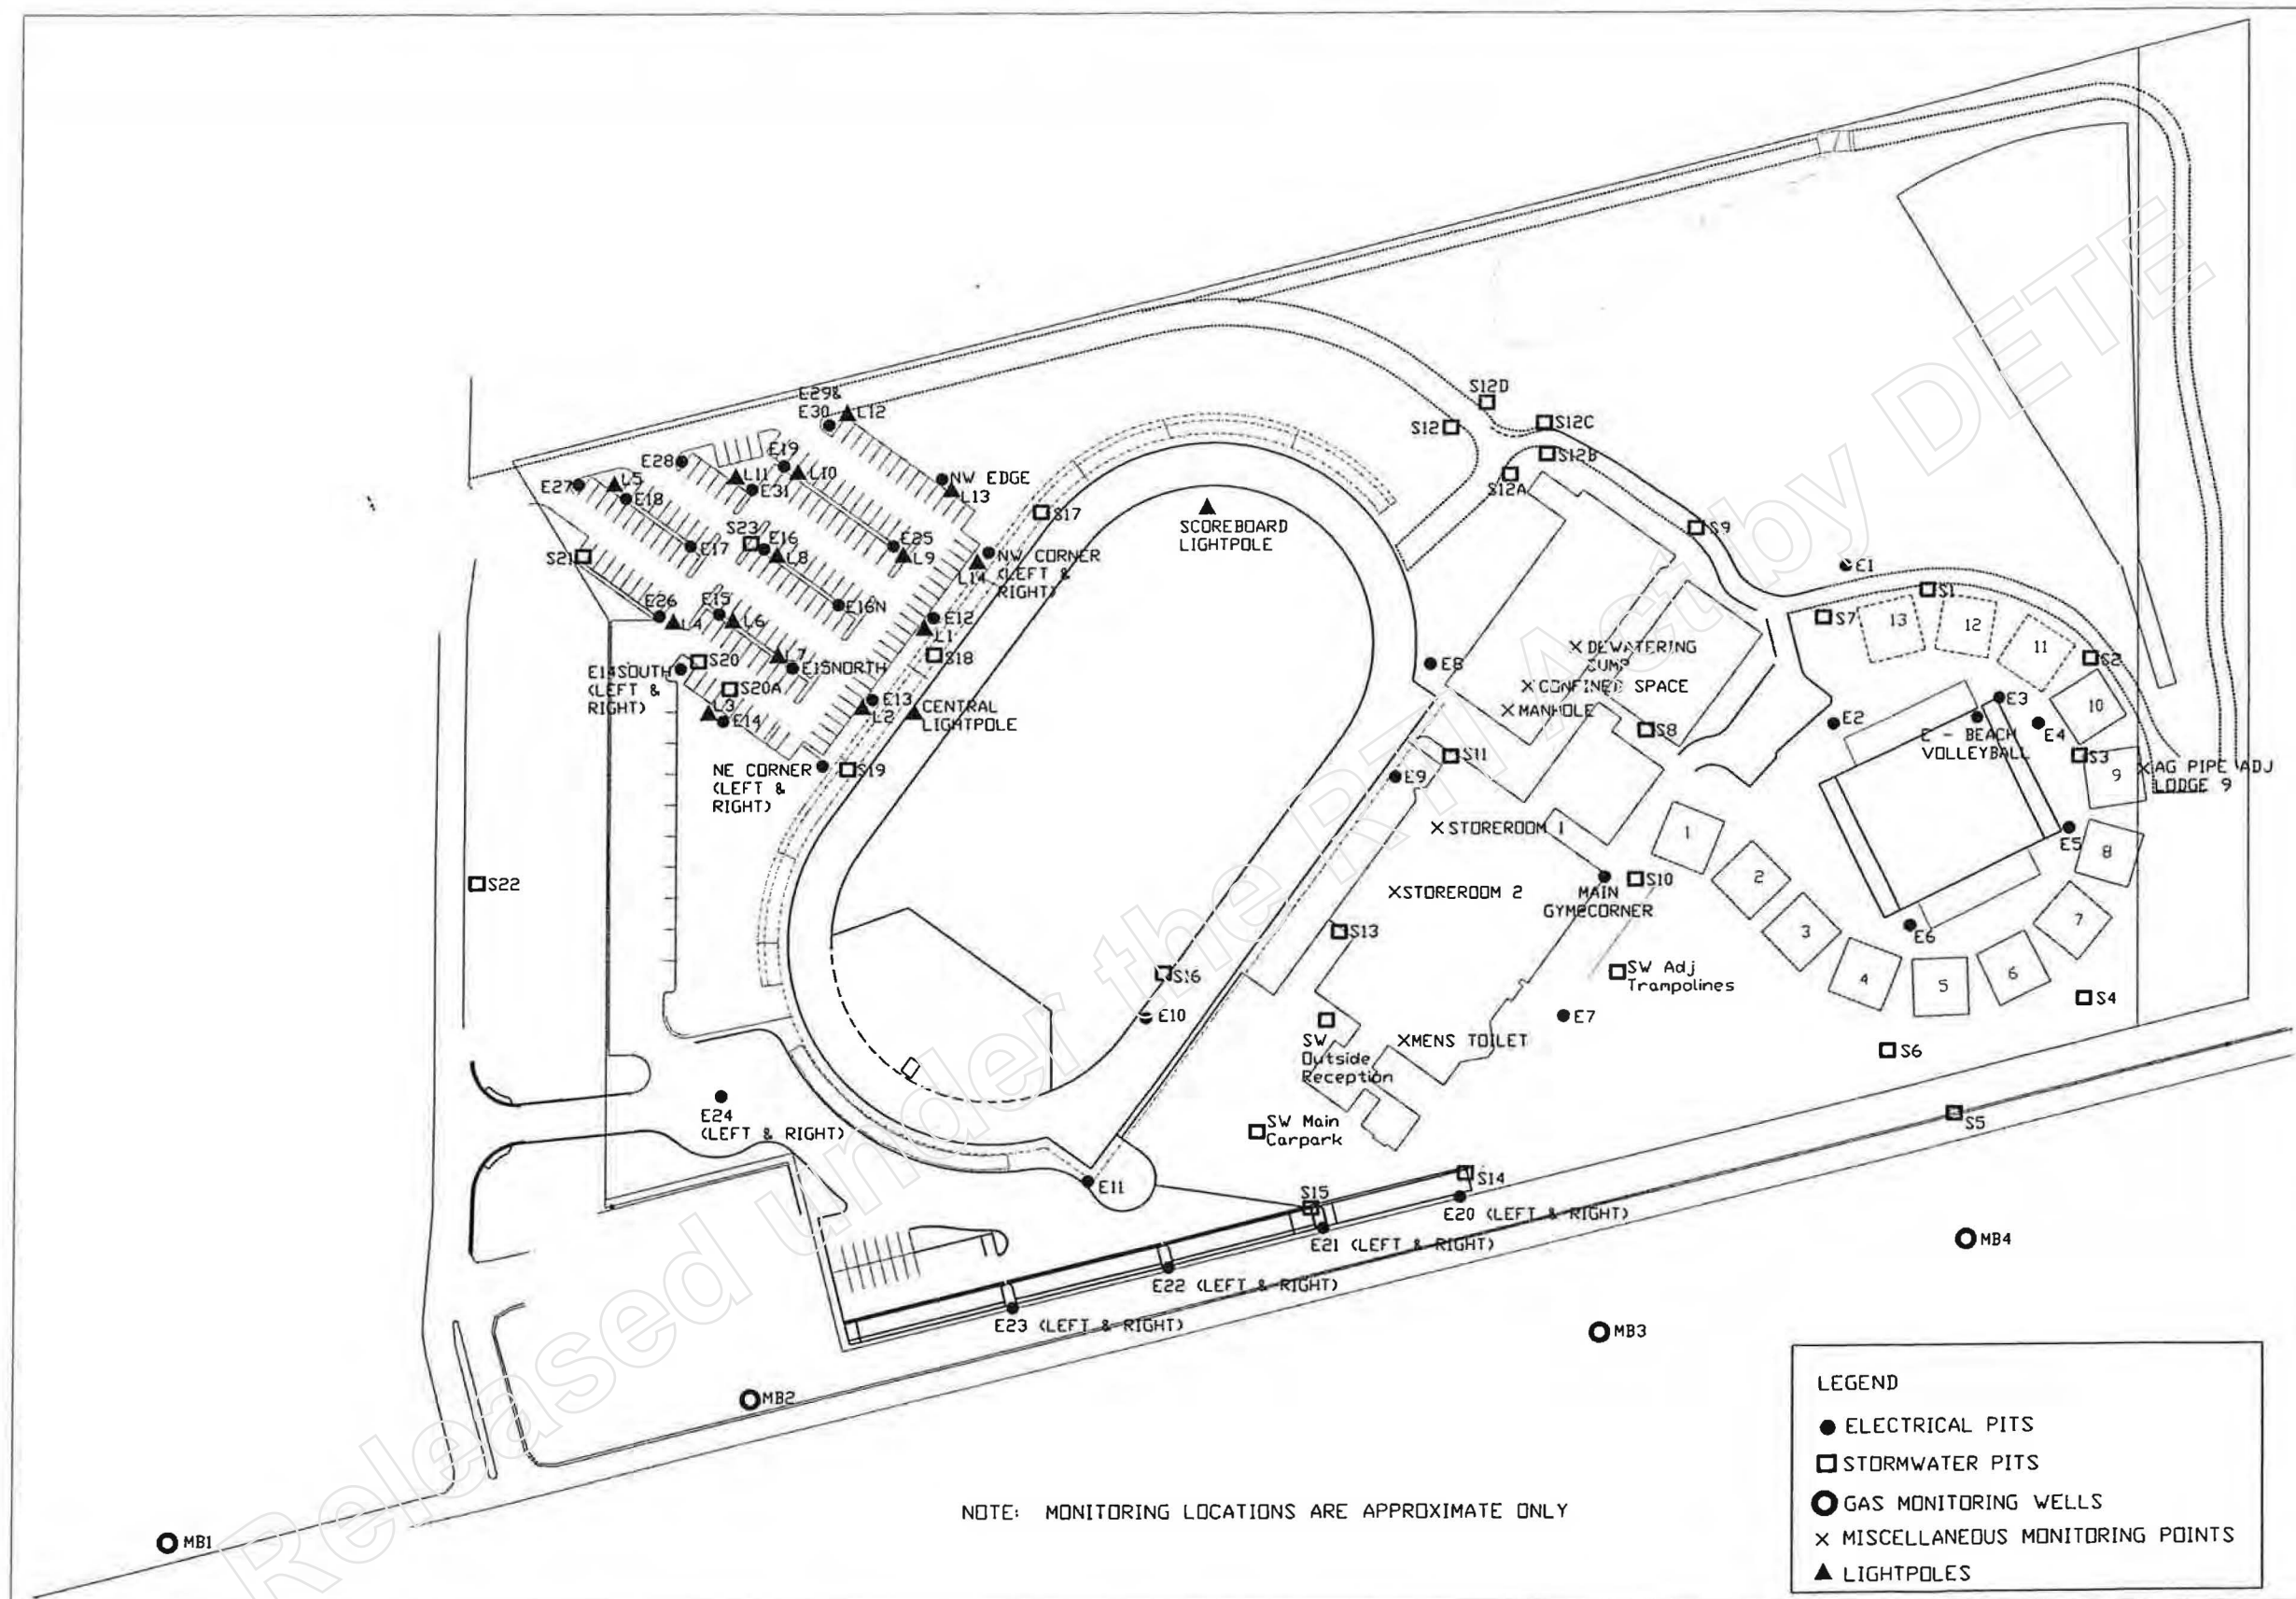 E29&
E30
L12
S12D
S12
S12C
S12B
S12A
E28
E19
L10
L11
E31
NW EDGE
L13
E27
L5
E18
S17
SCOREBOARD
LIGHTPOLE
S9
S23
E16
L8
E17
E25
L9
NW CORNER
(LEFT &
RIGHT)
L14
S21
E1
S1
E26
L4
E15
L6
E16N
E12
L1
S7
13
12
11
S18
L7
E15NORTH
S20
E14SOUTH
(LEFT &
RIGHT)
S20A
L3
E14
E13
L2
CENTRAL
LIGHTPOLE
E8
X DEWATERING
SUMP
X CONFINED SPACE
X MANHOLE
S8
S2
E3
E2
10
E4
E - BEACH
VOLLEYBALL
S3
9
X AG PIPE ADJ
LODGE 9
NE CORNER
(LEFT &
RIGHT)
S19
E9
S11
X STOREROOM 1
1
E5
8
S22
XSTOREROOM 2
MAIN
GYM@CORNER
S10
2
3
7
S13
E6
S16
SW Adj
Trampolines
4
5
6
S4
E10
SW
Outside
Reception
XMENS TOILET
E7
S6
E24
(LEFT & RIGHT)
SW Main
Carpark
S5
E11
S15
S14
E20 (LEFT & RIGHT)
E21 (LEFT & RIGHT)
MB4
E22 (LEFT & RIGHT)
E23 (LEFT & RIGHT)
MB3
MB2
MB1
NOTE: MONITORING LOCATIONS ARE APPROXIMATE ONLY
LEGEND
ELECTRICAL PITS
STORMWATER PITS
GAS MONITORING WELLS
X MISCELLANEOUS MONITORING POINTS
LIGHTPOLES
Released under the RTI Act by DETE